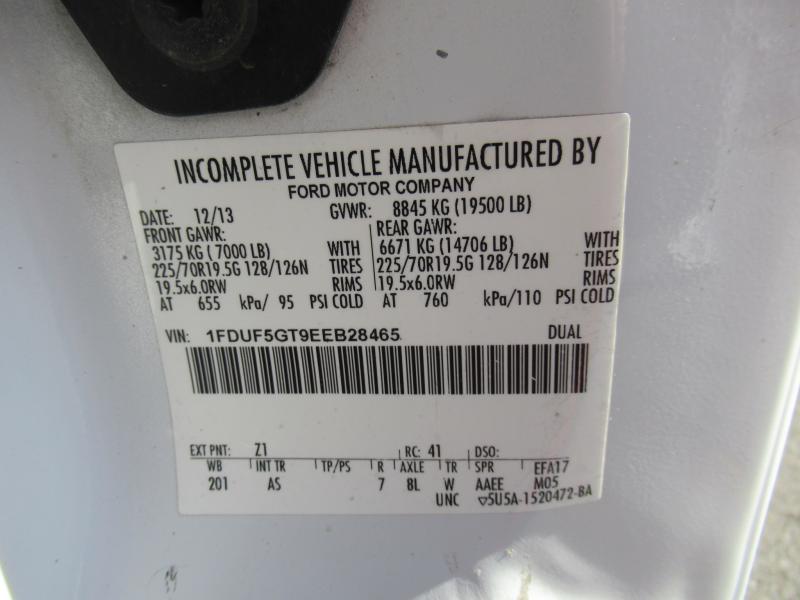 INCOMPLETE VEHICLE MANUFACTURED BY
FORD MOTOR COMPANY
DATE: 12/13 GVWR: 8845 KG (19500 LB)
FRONT GAWR: REAR GAWR:
3175 KG ( 7000 LB) WITH 6671 KG (14706 LB) WITH
225/70R19.5G 128/126N TIRES 225/70R19.5G 128/126N TIRES
19.5x6.0RW RIMS 19.5x6.0RW RIMS
AT 655 kPa/ 95 PSI COLD AT 760 kPa/110 PSI COLD
VIN: 1FDUF5GT9EEB28465 DUAL
EXT PNT: Z1 RC: 41 DSO:
WB INT TR TP/PS R AXLE TR SPR EFA17
201 AS 7 8L W AAEE M05
UNC ▽5U5A-1520472-BA